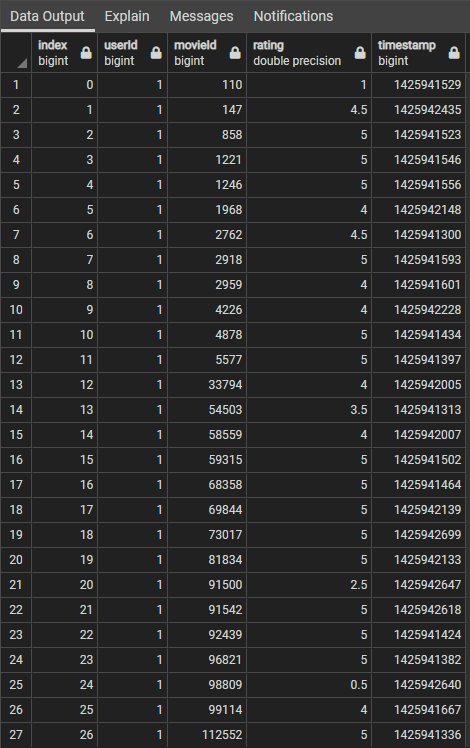 Data Output Explain Messages Notifications
index userId movieId rating timestamp
bigint bigint bigint double precision bigint
1 0 1 110 1 1425941529
2 1 1 147 4.5 1425942435
3 2 1 858 5 1425941523
4 3 1 1221 5 1425941546
5 4 1 1246 5 1425941556
6 5 1 1968 4 1425942148
7 6 1 2762 4.5 1425941300
8 7 1 2918 5 1425941593
9 8 1 2959 4 1425941601
10 9 1 4226 4 1425942228
11 10 1 4878 5 1425941434
12 11 1 5577 5 1425941397
13 12 1 33794 4 1425942005
14 13 1 54503 3.5 1425941313
15 14 1 58559 4 1425942007
16 15 1 59315 5 1425941502
17 16 1 68358 5 1425941464
18 17 1 69844 5 1425942139
19 18 1 73017 5 1425942699
20 19 1 81834 5 1425942133
21 20 1 91500 2.5 1425942647
22 21 1 91542 5 1425942618
23 22 1 92439 5 1425941424
24 23 1 96821 5 1425941382
25 24 1 98809 0.5 1425942640
26 25 1 99114 4 1425941667
27 26 1 112552 5 1425941336